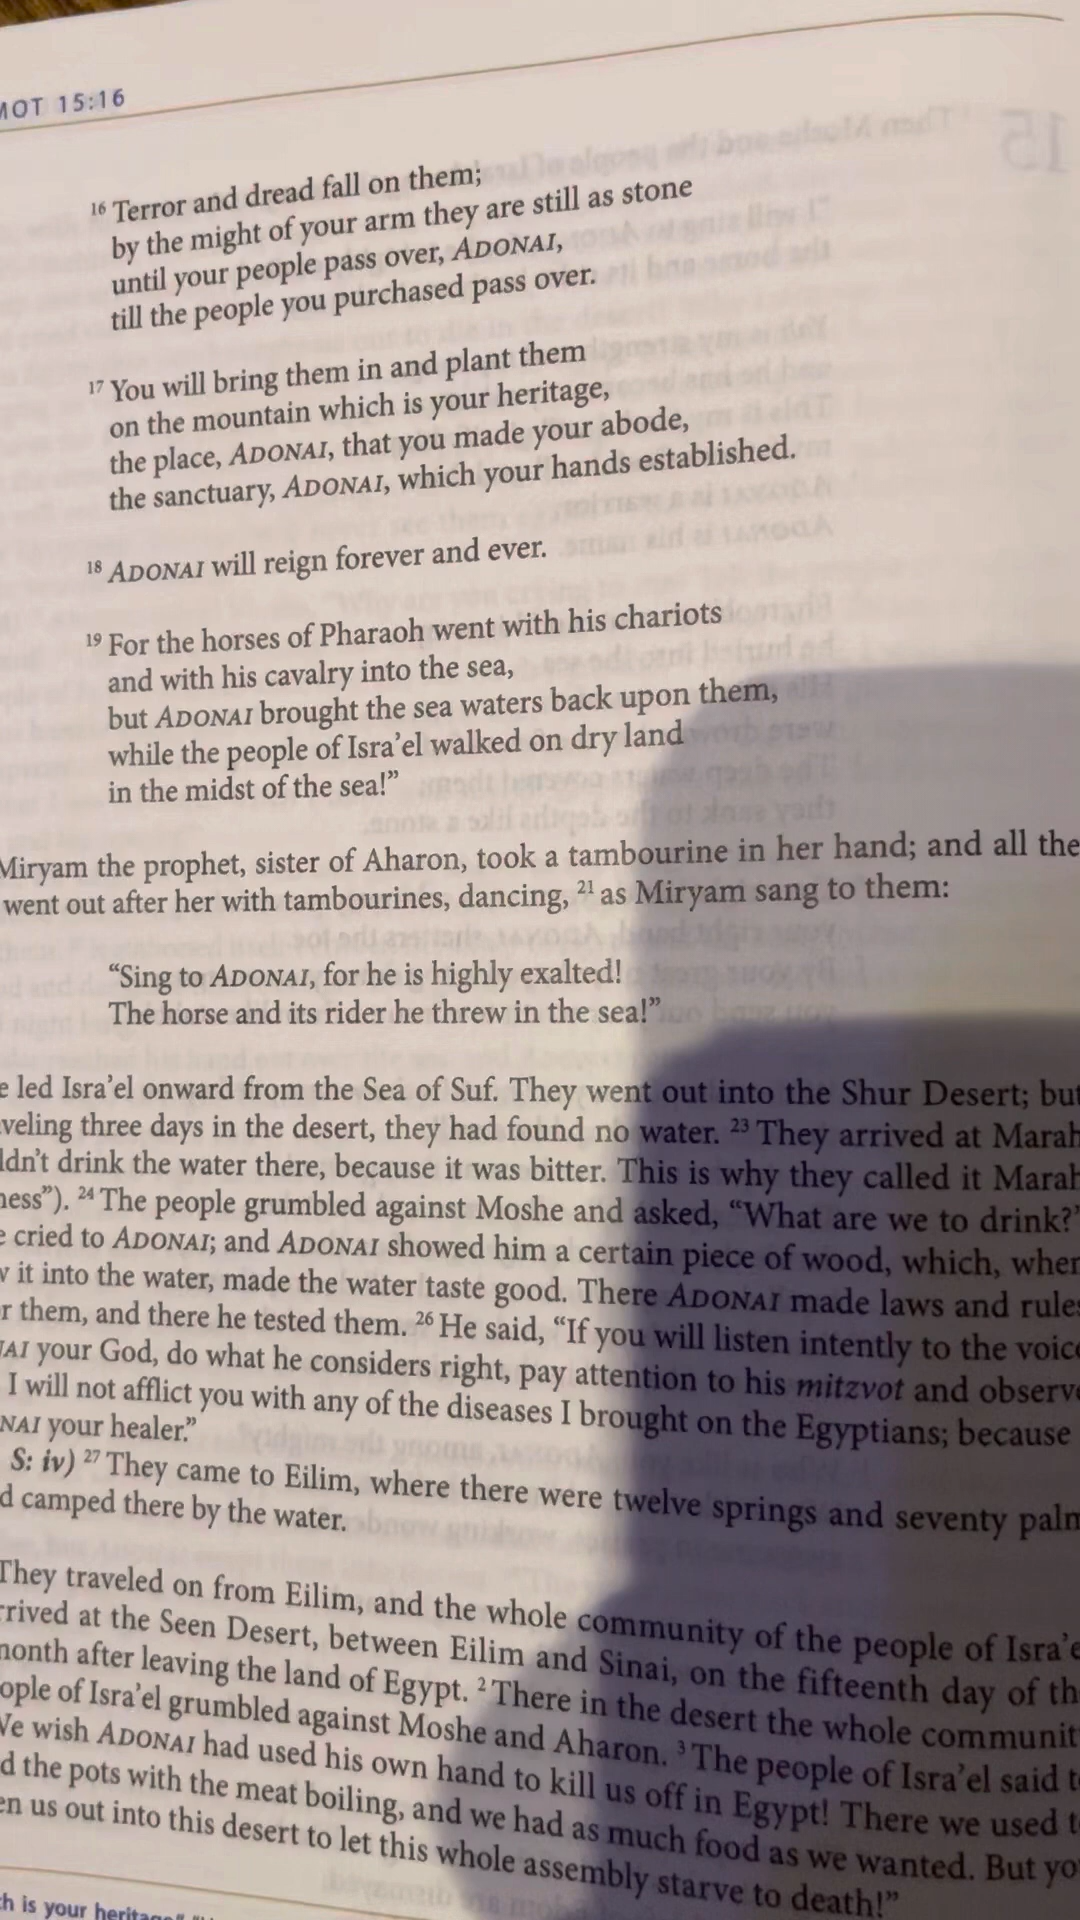 MOT 15:16
16 Terror and dread fall on them;
by the might of your arm they are still as stone
until your people pass over, ADONAI,
till the people you purchased pass over.
17 You will bring them in and plant them
on the mountain which is your heritage,
the place, ADONAI, that you made your abode,
the sanctuary, ADONAI, which your hands established.
18 ADONAI will reign forever and ever.
19 For the horses of Pharaoh went with his chariots
and with his cavalry into the sea,
but ADONAI brought the sea waters back upon them,
while the people of Isra’el walked on dry land
in the midst of the sea!”
Miryam the prophet, sister of Aharon, took a tambourine in her hand; and all the
went out after her with tambourines, dancing, 21 as Miryam sang to them:
“Sing to ADONAI, for he is highly exalted!
The horse and its rider he threw in the sea!”
e led Isra’el onward from the Sea of Suf. They went out into the Shur Desert; but
veling three days in the desert, they had found no water. 23 They arrived at Marah
ldn’t drink the water there, because it was bitter. This is why they called it Marah
ness”). 24 The people grumbled against Moshe and asked, “What are we to drink?”
e cried to ADONAI; and ADONAI showed him a certain piece of wood, which, when
w it into the water, made the water taste good. There ADONAI made laws and rules
r them, and there he tested them. 26 He said, “If you will listen intently to the voice
NAI your God, do what he considers right, pay attention to his mitzvot and observe
I will not afflict you with any of the diseases I brought on the Egyptians; because
NAI your healer.”
S: iv) 27 They came to Eilim, where there were twelve springs and seventy palm
d camped there by the water.
They traveled on from Eilim, and the whole community of the people of Isra’e
rrived at the Seen Desert, between Eilim and Sinai, on the fifteenth day of th
month after leaving the land of Egypt. 2 There in the desert the whole communit
ople of Isra’el grumbled against Moshe and Aharon. 3 The people of Isra’el said t
We wish ADONAI had used his own hand to kill us off in Egypt! There we used t
d the pots with the meat boiling, and we had as much food as we wanted. But yo
en us out into this desert to let this whole assembly starve to death!”
h is your heritage”